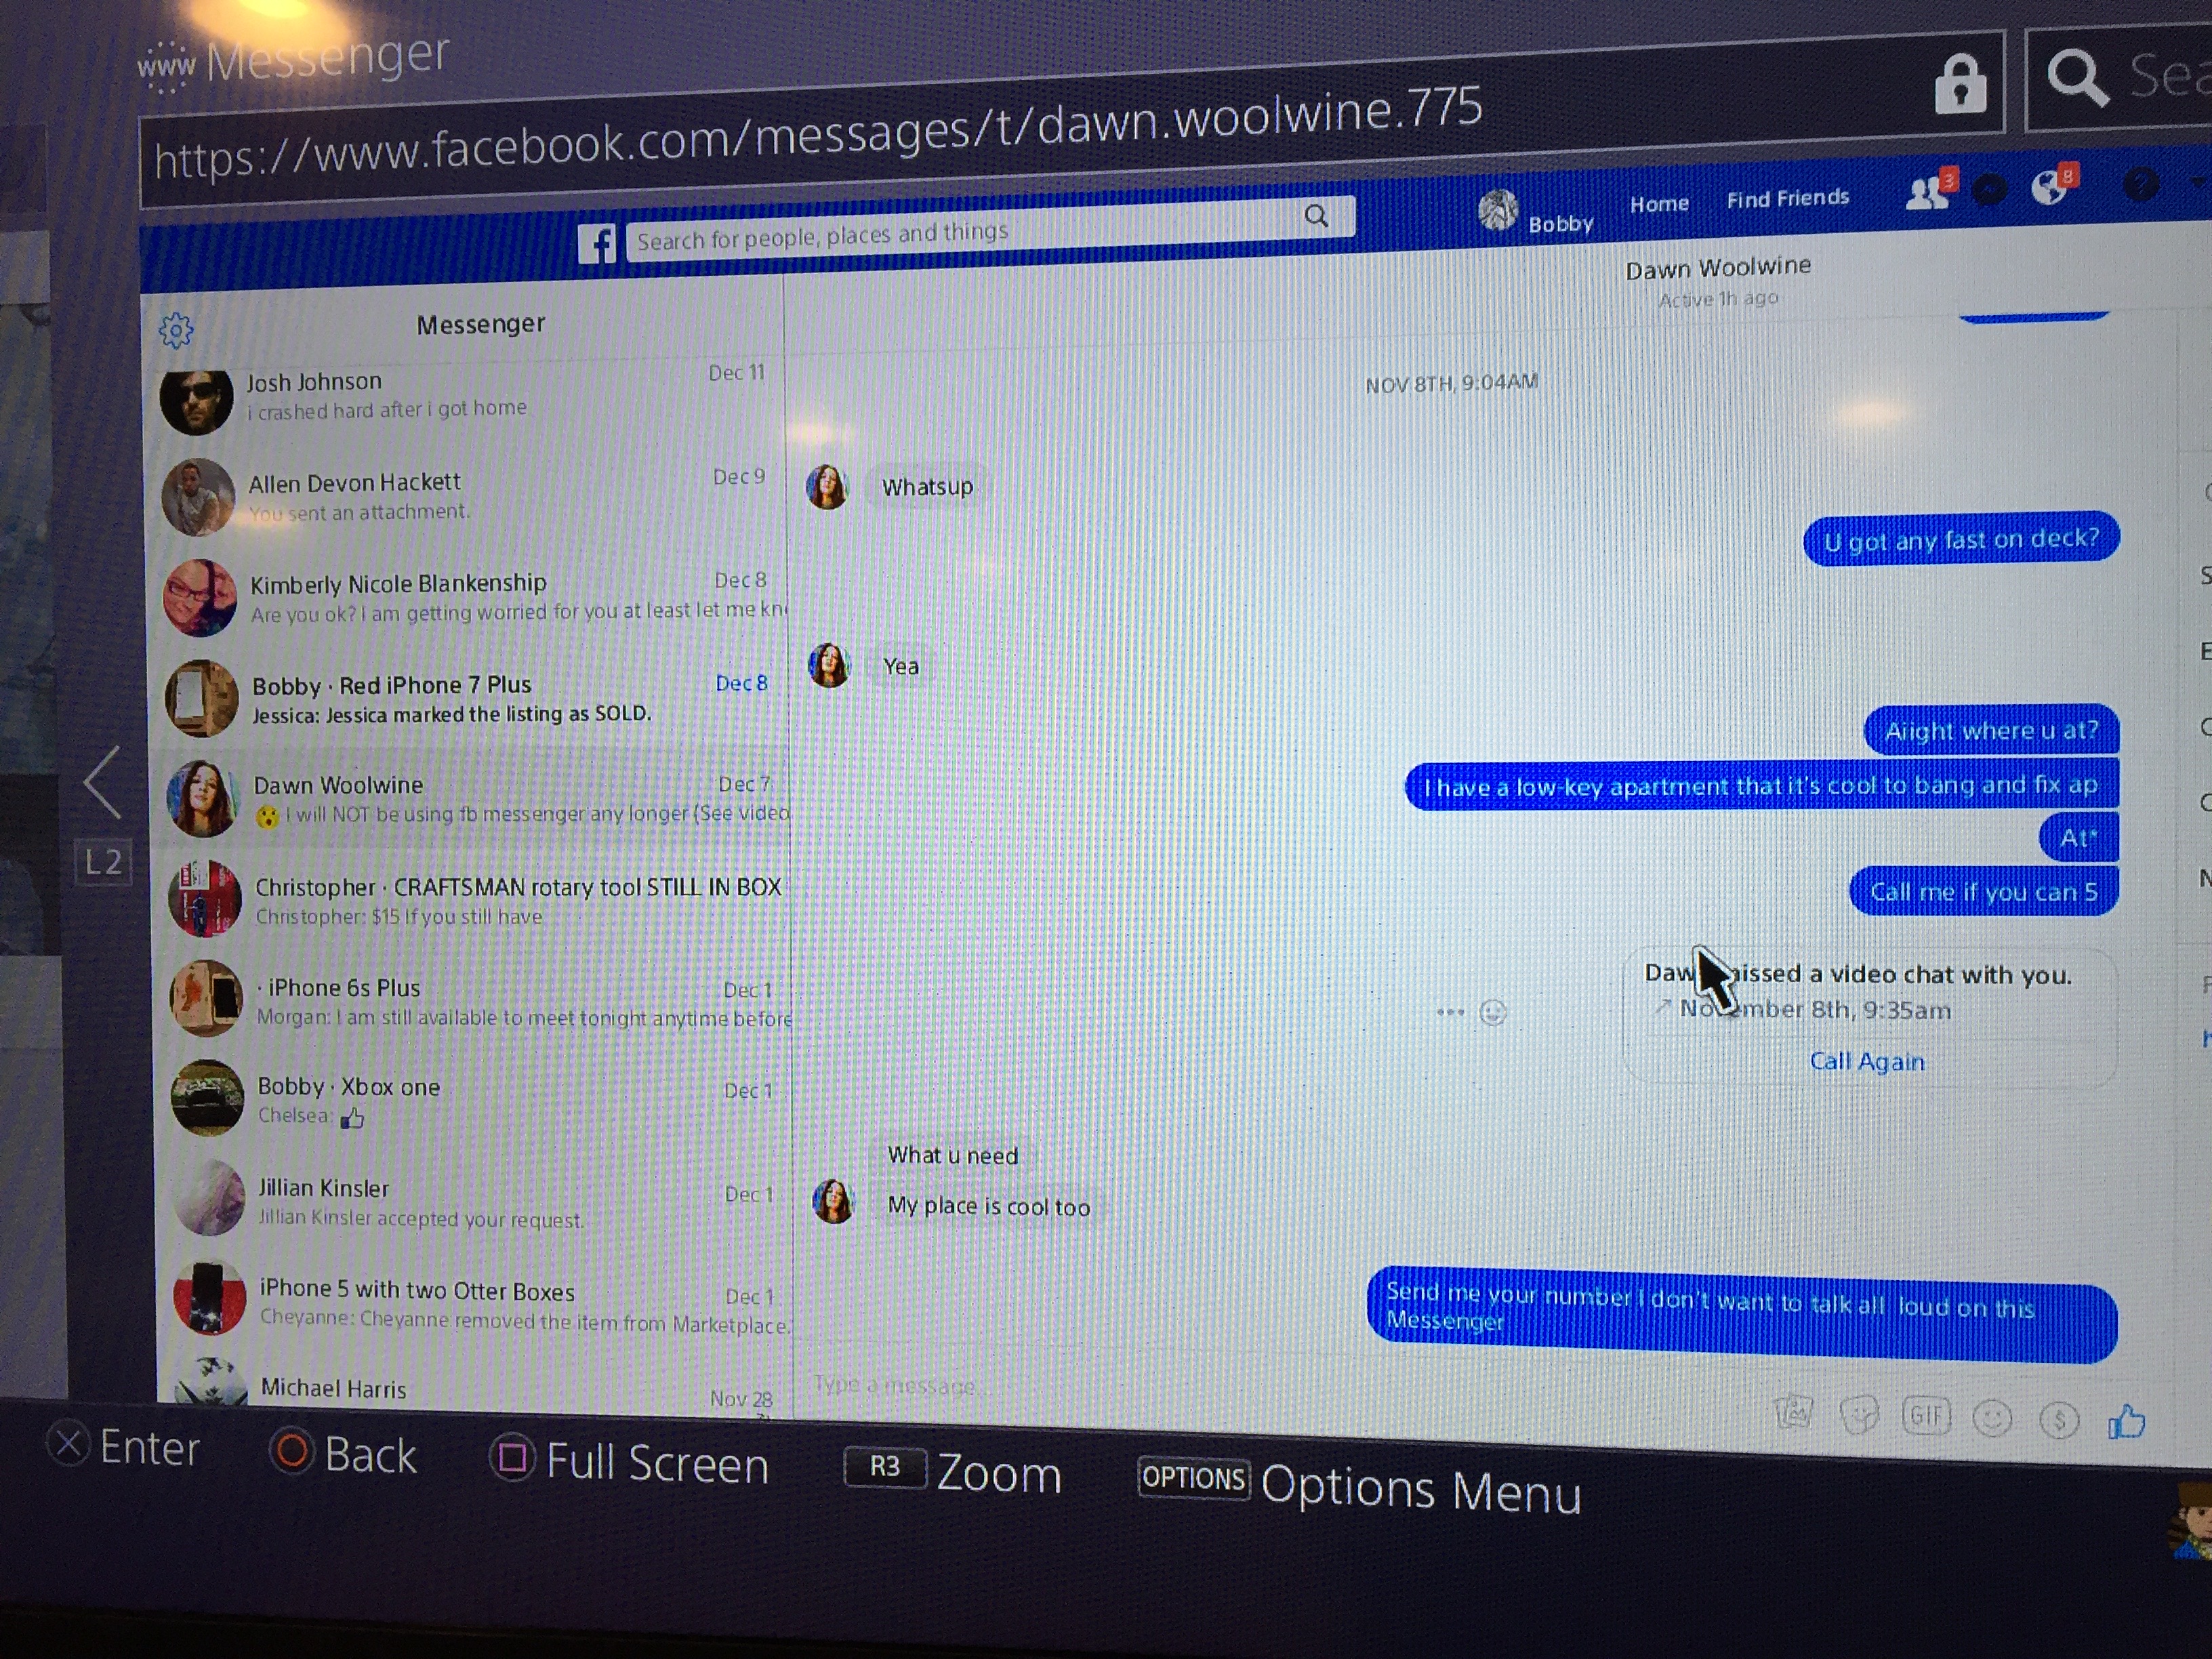 www Messenger
https://www.facebook.com/messages/t/dawn.woolwine.775
f
Search for people, places and things
Bobby
Home
Find Friends
3
8
Messenger
Dawn Woolwine
Active 1h ago
Josh Johnson
Dec 11
i crashed hard after i got home
Allen Devon Hackett
Dec 9
You sent an attachment.
Kimberly Nicole Blankenship
Dec 8
Are you ok? I am getting worried for you at least let me
Bobby · Red iPhone 7 Plus
Dec 8
Jessica: Jessica marked the listing as SOLD.
Dawn Woolwine
Dec 7
😯 I will NOT be using fb messenger any longer (See video
Christopher · CRAFTSMAN rotary tool STILL IN BOX
Christopher: $15 If you still have
· iPhone 6s Plus
Dec 1
Morgan: I am still available to meet tonight anytime before
Bobby · Xbox one
Dec 1
Chelsea:
Jillian Kinsler
Dec 1
Jillian Kinsler accepted your request.
iPhone 5 with two Otter Boxes
Dec 1
Cheyanne: Cheyanne removed the item from Marketplace.
Michael Harris
Nov 28
NOV 8TH, 9:04AM
Whatsup
U got any fast on deck?
Yea
Aiight where u at?
I have a low-key apartment that it's cool to bang and fix ap
At*
Call me if you can 5
missed a video chat with you.
November 8th, 9:35am
Call Again
What u need
My place is cool too
Send me your number I don't want to talk all loud on this
Messenger
Type a message...
GIF
$
L2
Enter
Back
Full Screen
R3 Zoom
OPTIONS Options Menu